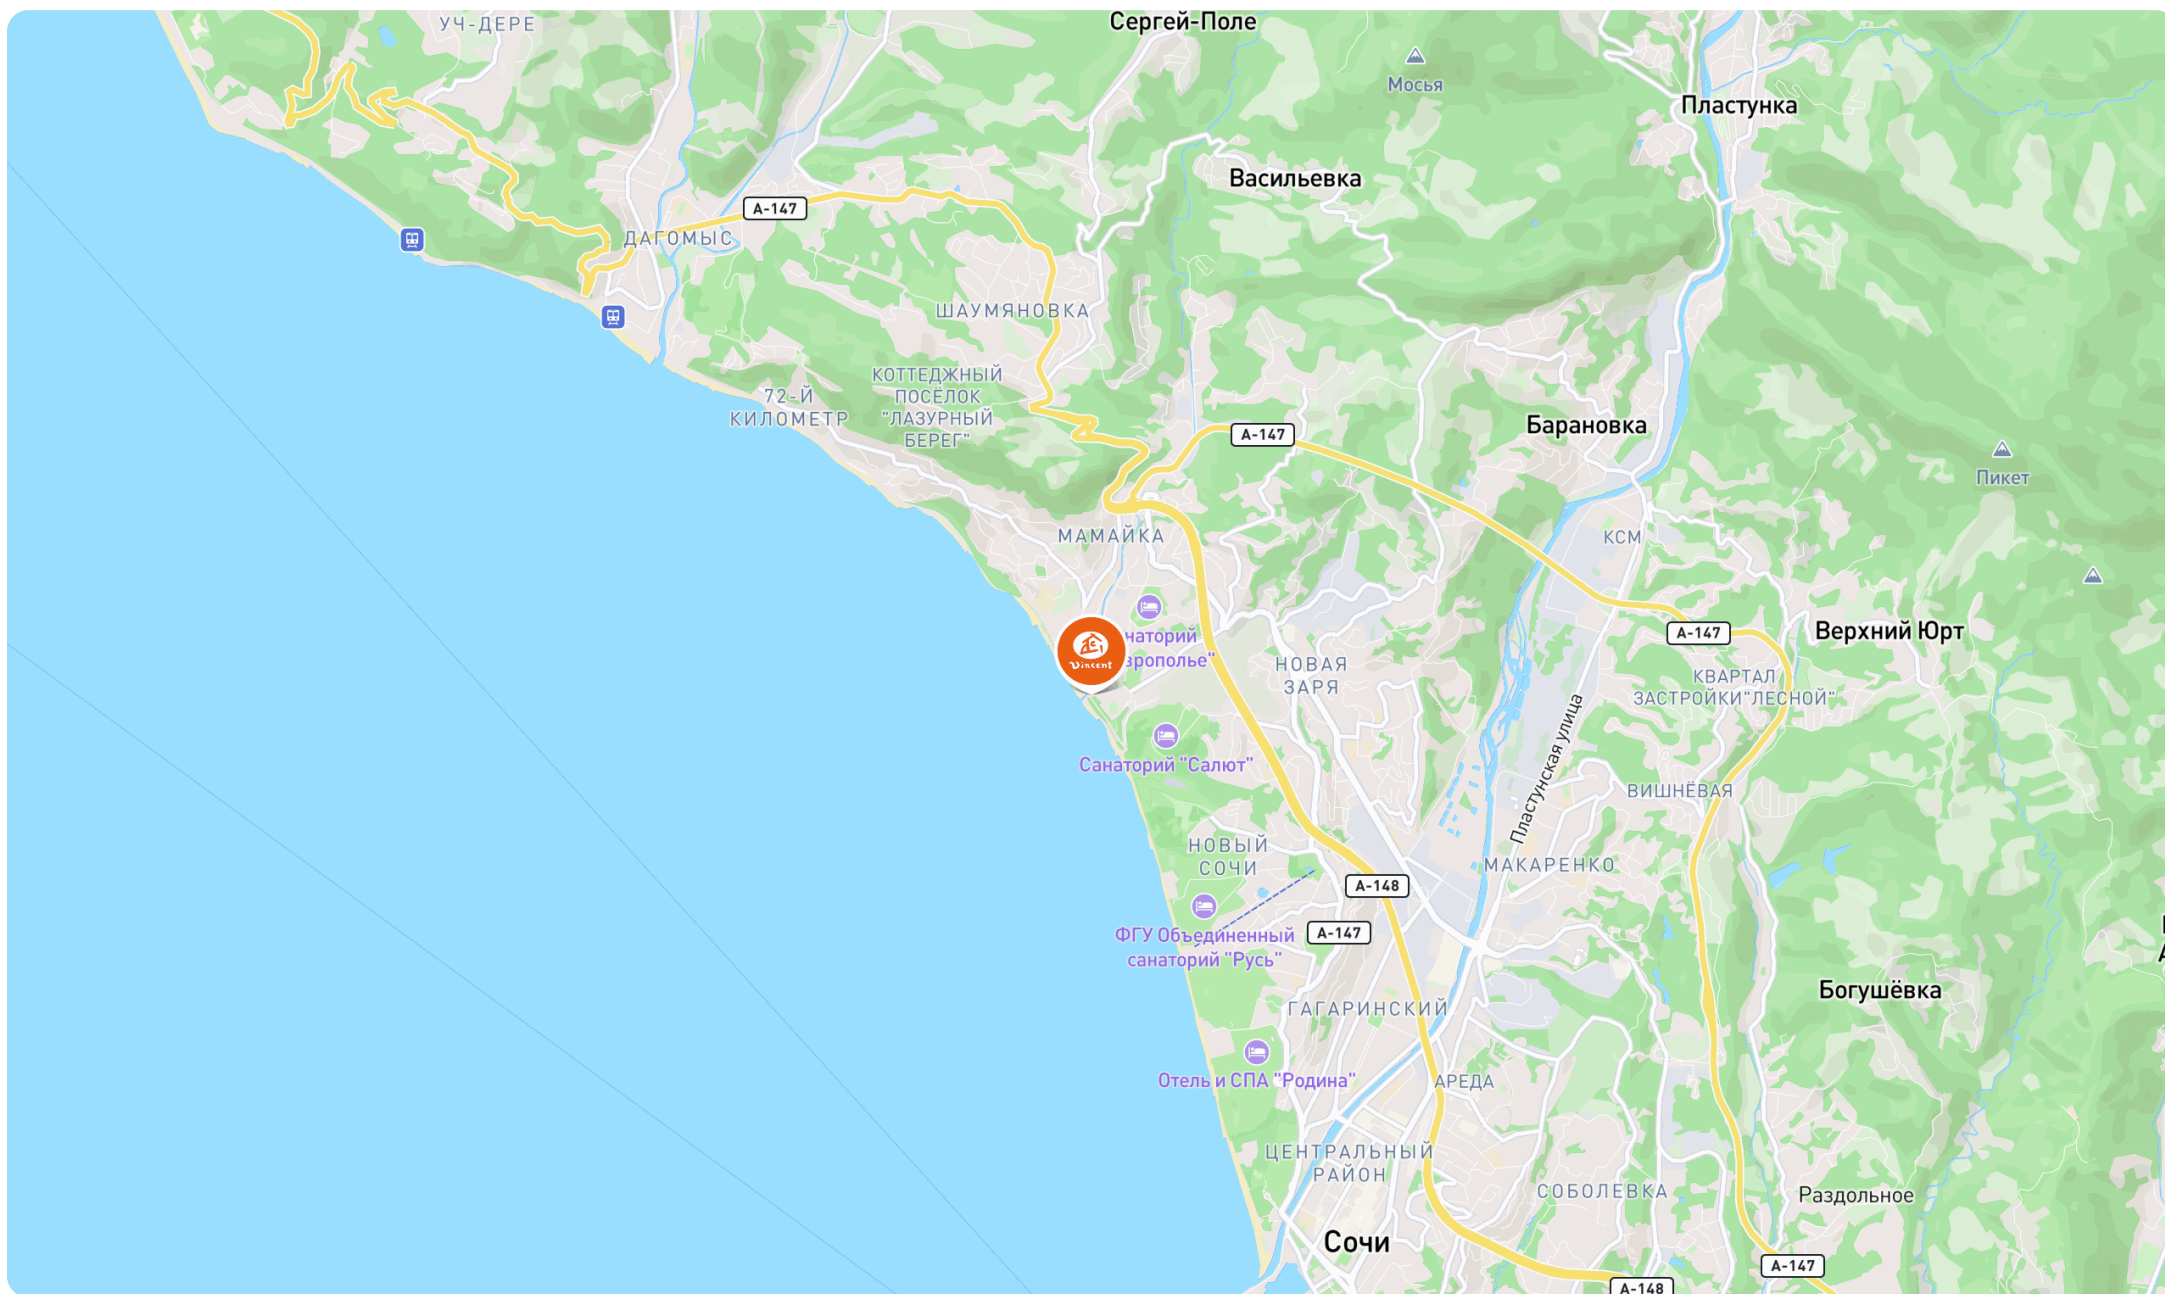 УЧ-ДЕРЕ
Сергей-Поле
Мосья
Пластунка
Васильевка
А-147
ДАГОМЫС
ШАУМЯНОВКА
КОТТЕДЖНЫЙ
ПОСЁЛОК
"ЛАЗУРНЫЙ
БЕРЕГ"
72-Й
КИЛОМЕТР
А-147
Барановка
Пикет
МАМАЙКА
КСМ
Vincent
наторий
врополье"
НОВАЯ
ЗАРЯ
А-147
Верхний Юрт
КВАРТАЛ
ЗАСТРОЙКИ"ЛЕСНОЙ"
Пластунская улица
Санаторий "Салют"
ВИШНЁВАЯ
НОВЫЙ
СОЧИ
МАКАРЕНКО
А-148
А-147
ФГУ Объединенный
санаторий "Русь"
ГАГАРИНСКИЙ
Богушёвка
Отель и СПА "Родина"
АРЕДА
ЦЕНТРАЛЬНЫЙ
РАЙОН
СОБОЛЕВКА
Раздольное
Сочи
А-147
А-148